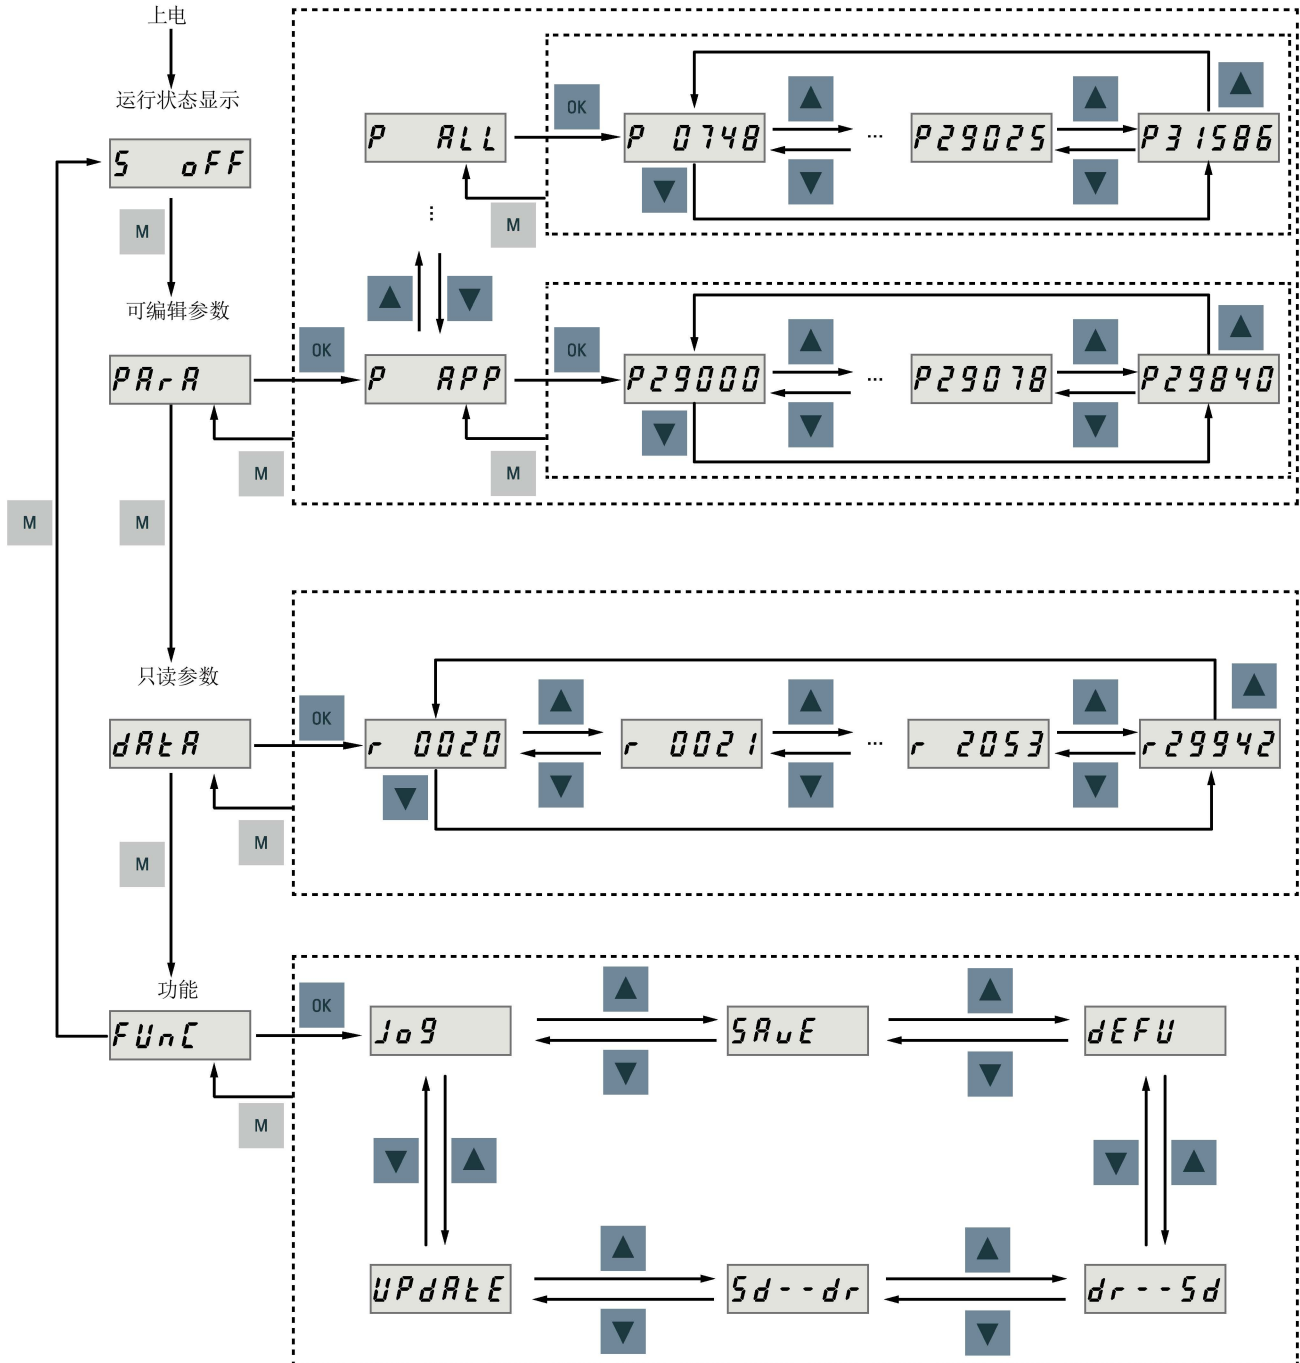 上电
运行状态显示
S oFF
M
可编辑参数
PArA
OK
M
P ALL
OK
P 0748
...
P29025
P31586
M
...
P APP
OK
P29000
...
P29078
P29840
M
M
M
只读参数
dAtA
OK
r 0020
r 0021
...
r 2053
r29942
M
M
功能
FUnC
OK
Jog
SAvE
dEFU
M
UPdAtE
Sd--dr
dr--Sd